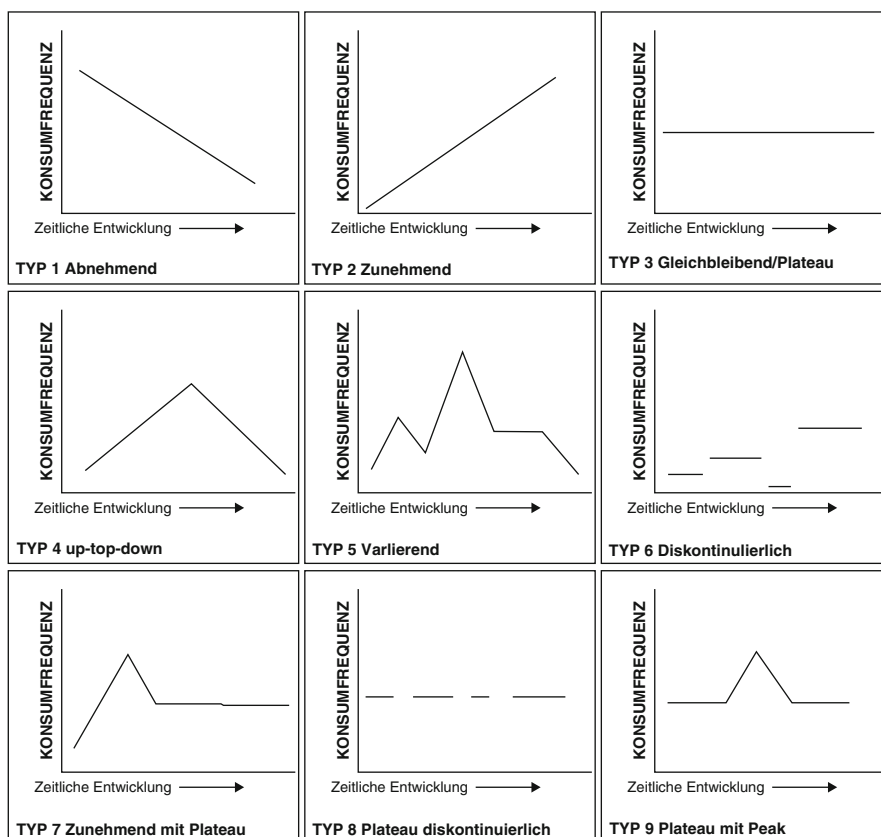 KONSUMFREQUENZ
Zeitliche Entwicklung
TYP 1 Abnehmend
KONSUMFREQUENZ
Zeitliche Entwicklung
TYP 2 Zunehmend
KONSUMFREQUENZ
Zeitliche Entwicklung
TYP 3 Gleichbleibend/Plateau
KONSUMFREQUENZ
Zeitliche Entwicklung
TYP 4 up-top-down
KONSUMFREQUENZ
Zeitliche Entwicklung
TYP 5 Varlierend
KONSUMFREQUENZ
Zeitliche Entwicklung
TYP 6 Diskontinulierlich
KONSUMFREQUENZ
Zeitliche Entwicklung
TYP 7 Zunehmend mit Plateau
KONSUMFREQUENZ
Zeitliche Entwicklung
TYP 8 Plateau diskontinuierlich
KONSUMFREQUENZ
Zeitliche Entwicklung
TYP 9 Plateau mit Peak